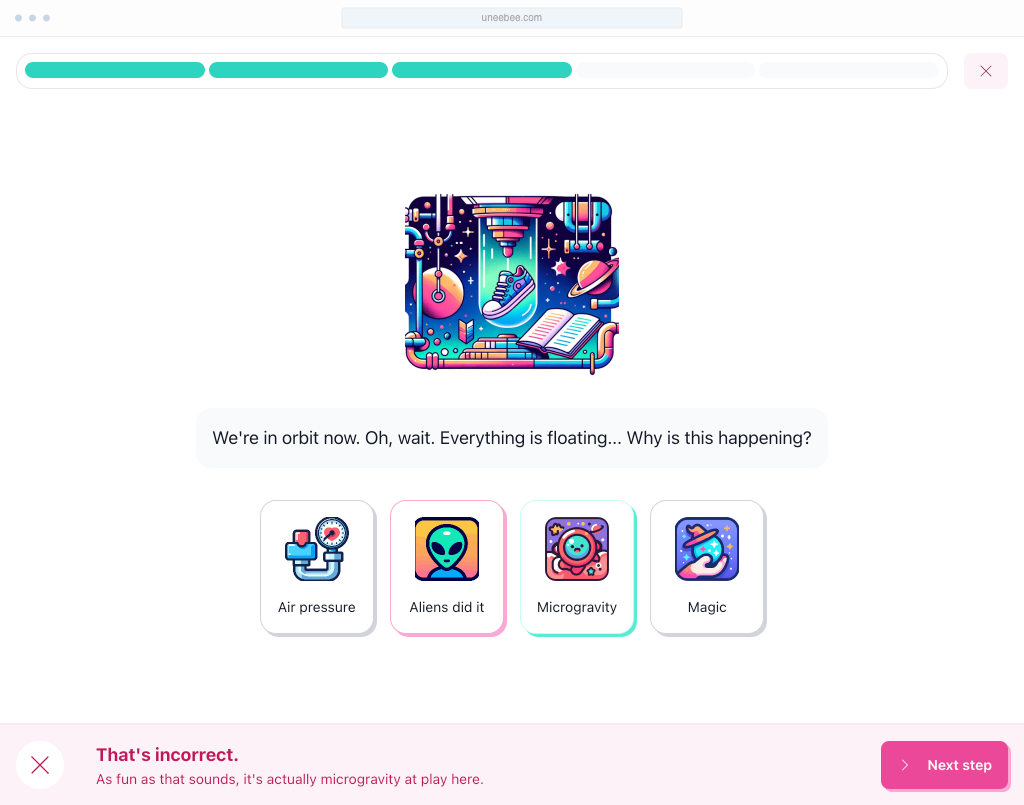 uneebee.com
We're in orbit now. Oh, wait. Everything is floating... Why is this happening?
Air pressure
Aliens did it
Microgravity
Magic
That's incorrect.
As fun as that sounds, it's actually microgravity at play here.
Next step